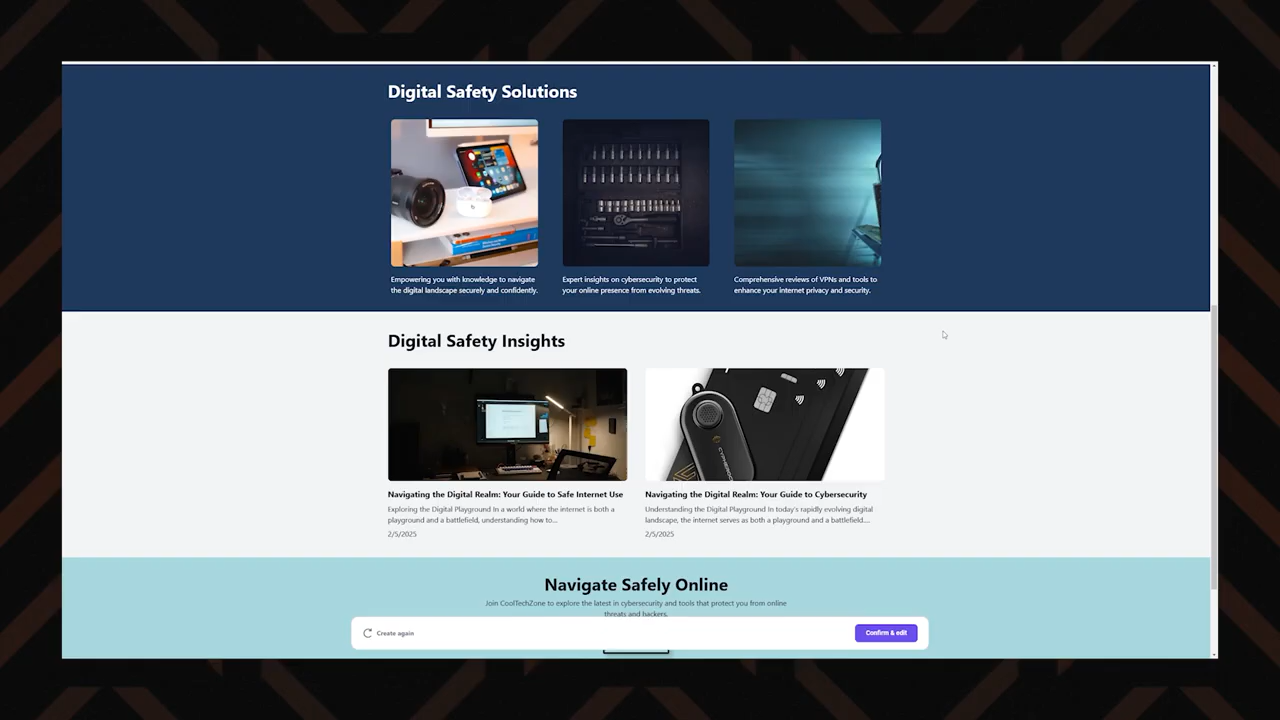 Digital Safety Solutions
Empowering you with knowledge to navigate
the digital landscape securely and confidently.
Expert insights on cybersecurity to protect
your online presence from evolving threats.
Comprehensive reviews of VPNs and tools to
enhance your internet privacy and security.
Digital Safety Insights
Navigating the Digital Realm: Your Guide to Safe Internet Use
Exploring the Digital Playground In a world where the internet is both a
playground and a battlefield, understanding how to...
2/5/2025
Navigating the Digital Realm: Your Guide to Cybersecurity
Understanding the Digital Playground In today's rapidly evolving digital
landscape, the internet serves as both a playground and a battlefield....
2/5/2025
Navigate Safely Online
Join CoolTechZone to explore the latest in cybersecurity and tools that protect you from online
threats and hackers.
Create again
Confirm & edit